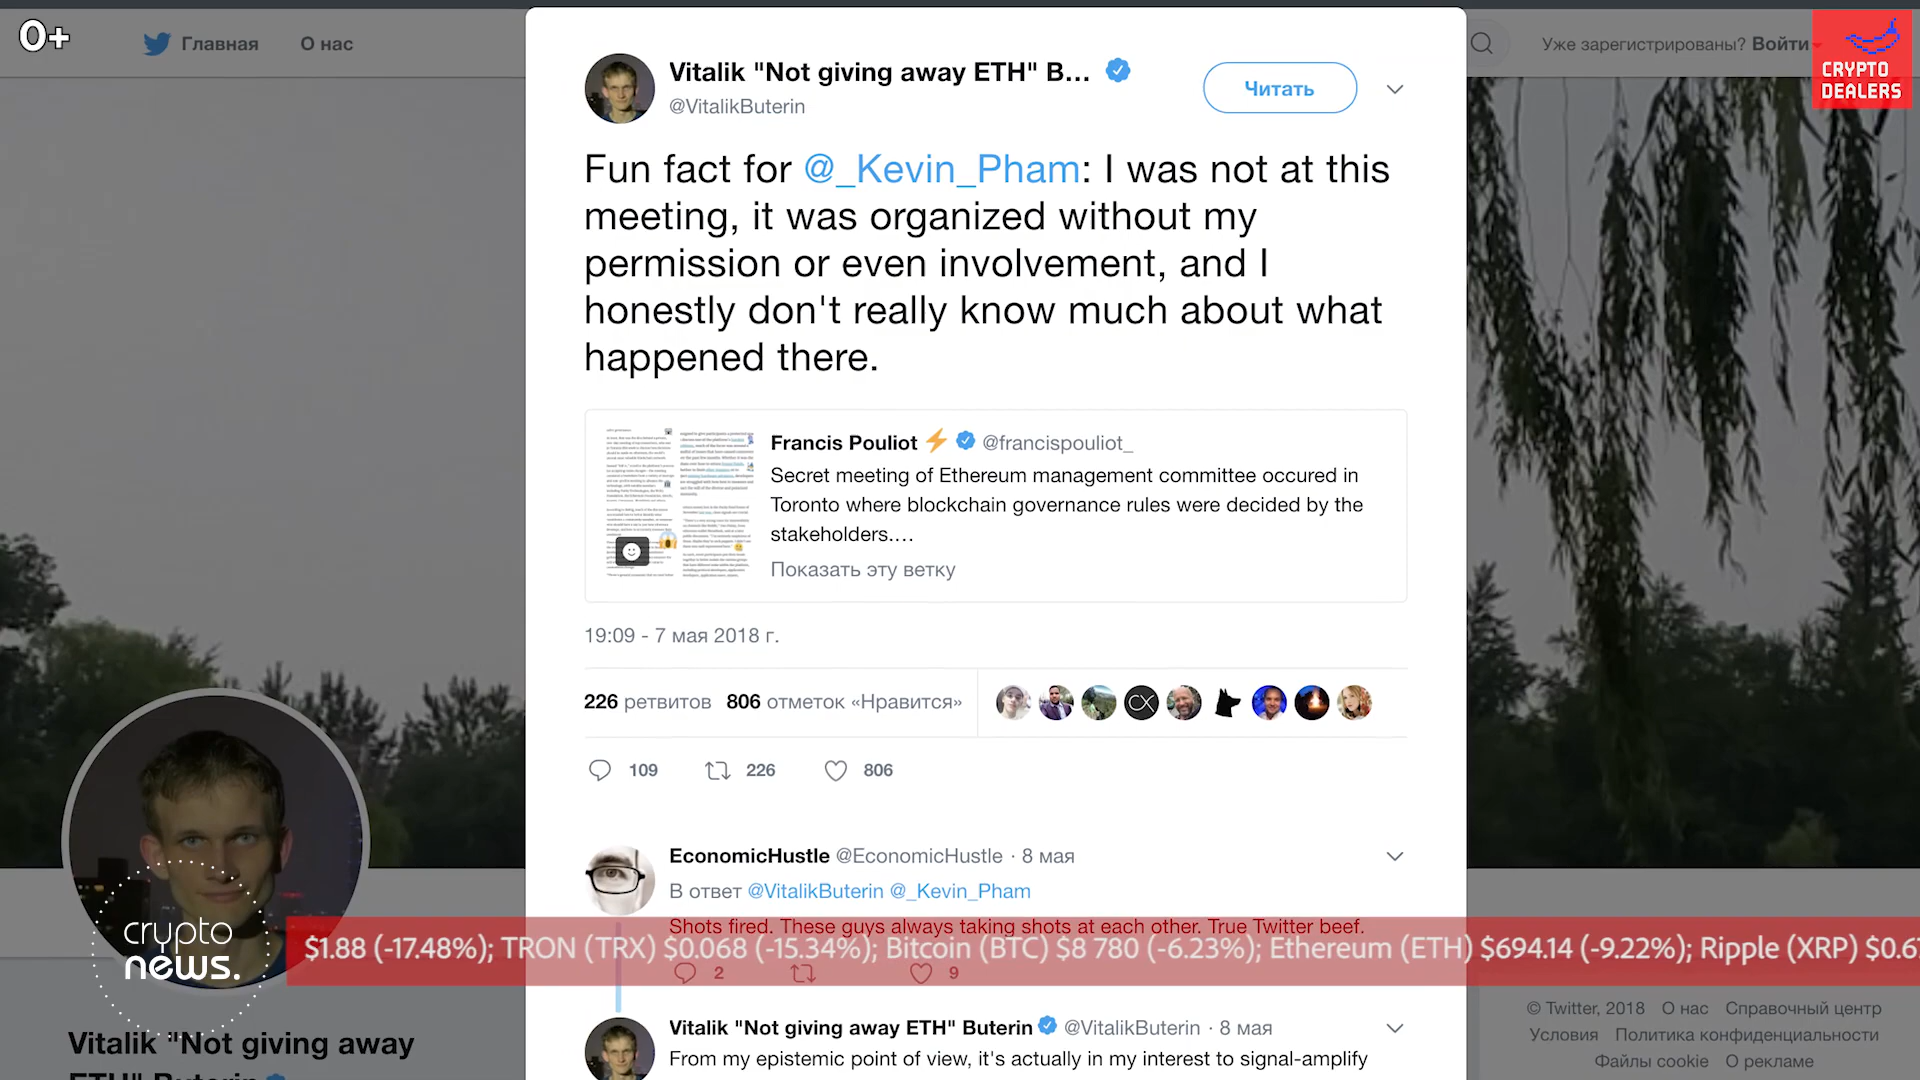 0+
Главная
О нас
Уже зарегистрированы? Войти
CRYPTO
DEALERS
Vitalik "Not giving away ETH" B...
@VitalikButerin
Читать
Fun fact for @_Kevin_Pham: I was not at this
meeting, it was organized without my
permission or even involvement, and I
honestly don't really know much about what
happened there.
Francis Pouliot @francispouliot_
Secret meeting of Ethereum management committee occured in
Toronto where blockchain governance rules were decided by the
stakeholders....
Показать эту ветку
19:09 - 7 мая 2018 г.
226 ретвитов 806 отметок «Нравится»
CX
109 226 806
EconomicHustle @EconomicHustle · 8 мая
В ответ @VitalikButerin @_Kevin_Pham
Shots fired. These guys always taking shots at each other. True Twitter beef.
crypto
news.
$1.88 (-17.48%); TRON (TRX) $0.068 (-15.34%); Bitcoin (BTC) $8 780 (-6.23%); Ethereum (ETH) $694.14 (-9.22%); Ripple (XRP) $0.67
2 9
Vitalik "Not giving away ETH" Buterin @VitalikButerin · 8 мая
From my epistemic point of view, it's actually in my interest to signal-amplify
Vitalik "Not giving away
ETH" Buterin
© Twitter, 2018 О нас Справочный центр
Условия Политика конфиденциальности
Файлы cookie О рекламе